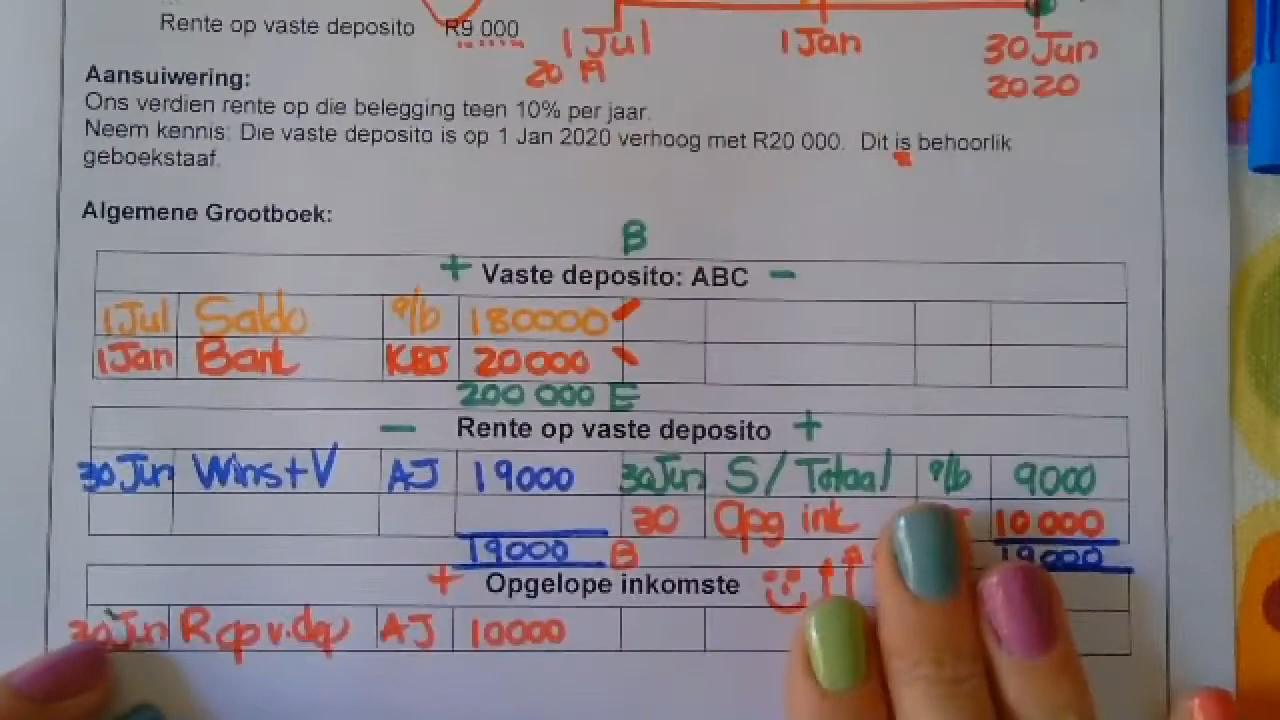 Rente op vaste deposito R9 000
1 Jul 1 Jan 30 Jun
2019 2020
Aansuiwering:
Ons verdien rente op die belegging teen 10% per jaar.
Neem kennis: Die vaste deposito is op 1 Jan 2020 verhoog met R20 000. Dit is behoorlik
geboekstaaf.
Algemene Grootboek:
B
+ Vaste deposito: ABC −
1 Jul Saldo a/b 180000
1 Jan Bank KBJ 20 000
200 000 E
− Rente op vaste deposito +
30 Jun Wins+V AJ 19000 30 Jun S/Totaal a/b 9000
30 Opg ink 10 000
19000 B 19000
+ Opgelope inkomste
30 Jun R op v.dep AJ 10000